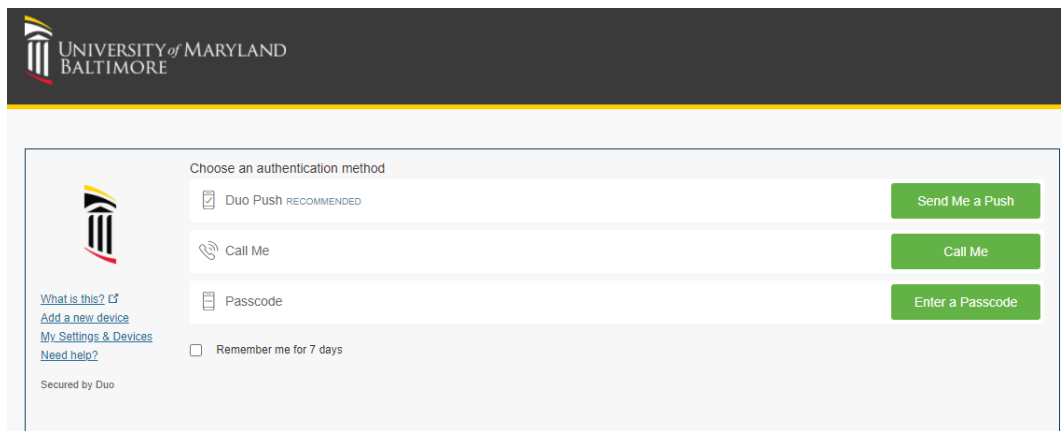 UNIVERSITY of MARYLAND
BALTIMORE
Choose an authentication method
Duo Push RECOMMENDED
Send Me a Push
Call Me
Call Me
Passcode
Enter a Passcode
Remember me for 7 days
What is this?
Add a new device
My Settings & Devices
Need help?
Secured by Duo